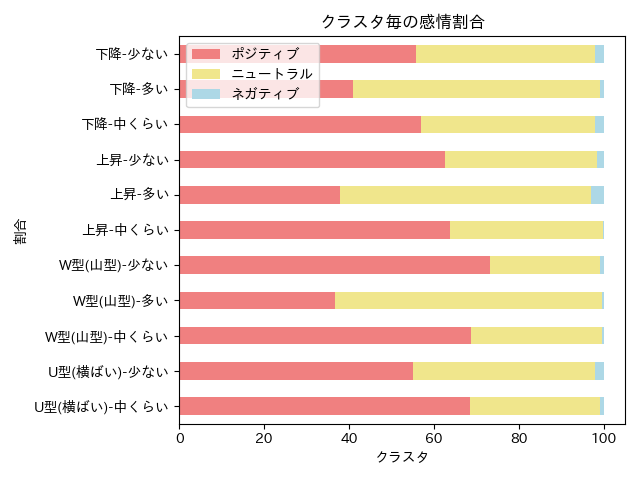 クラスタ毎の感情割合
ポジティブ
ニュートラル
ネガティブ
下降-少ない
下降-多い
下降-中くらい
上昇-少ない
上昇-多い
上昇-中くらい
W型(山型)-少ない
W型(山型)-多い
W型(山型)-中くらい
U型(横ばい)-少ない
U型(横ばい)-中くらい
割合
0 20 40 60 80 100
クラスタ